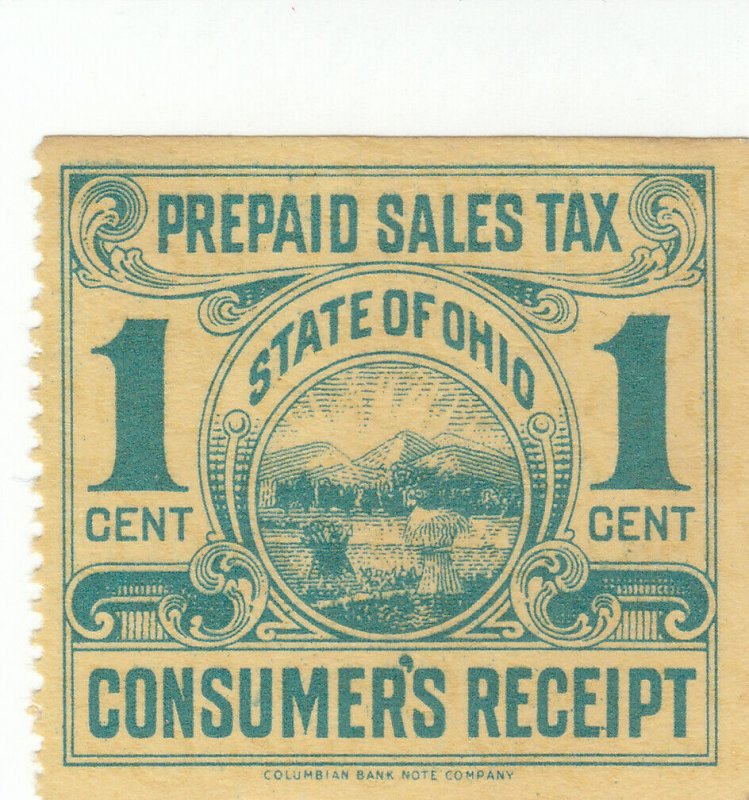 PREPAID SALES TAX
STATE OF OHIO
1 1
CENT CENT
CONSUMER'S RECEIPT
COLUMBIAN BANK NOTE COMPANY